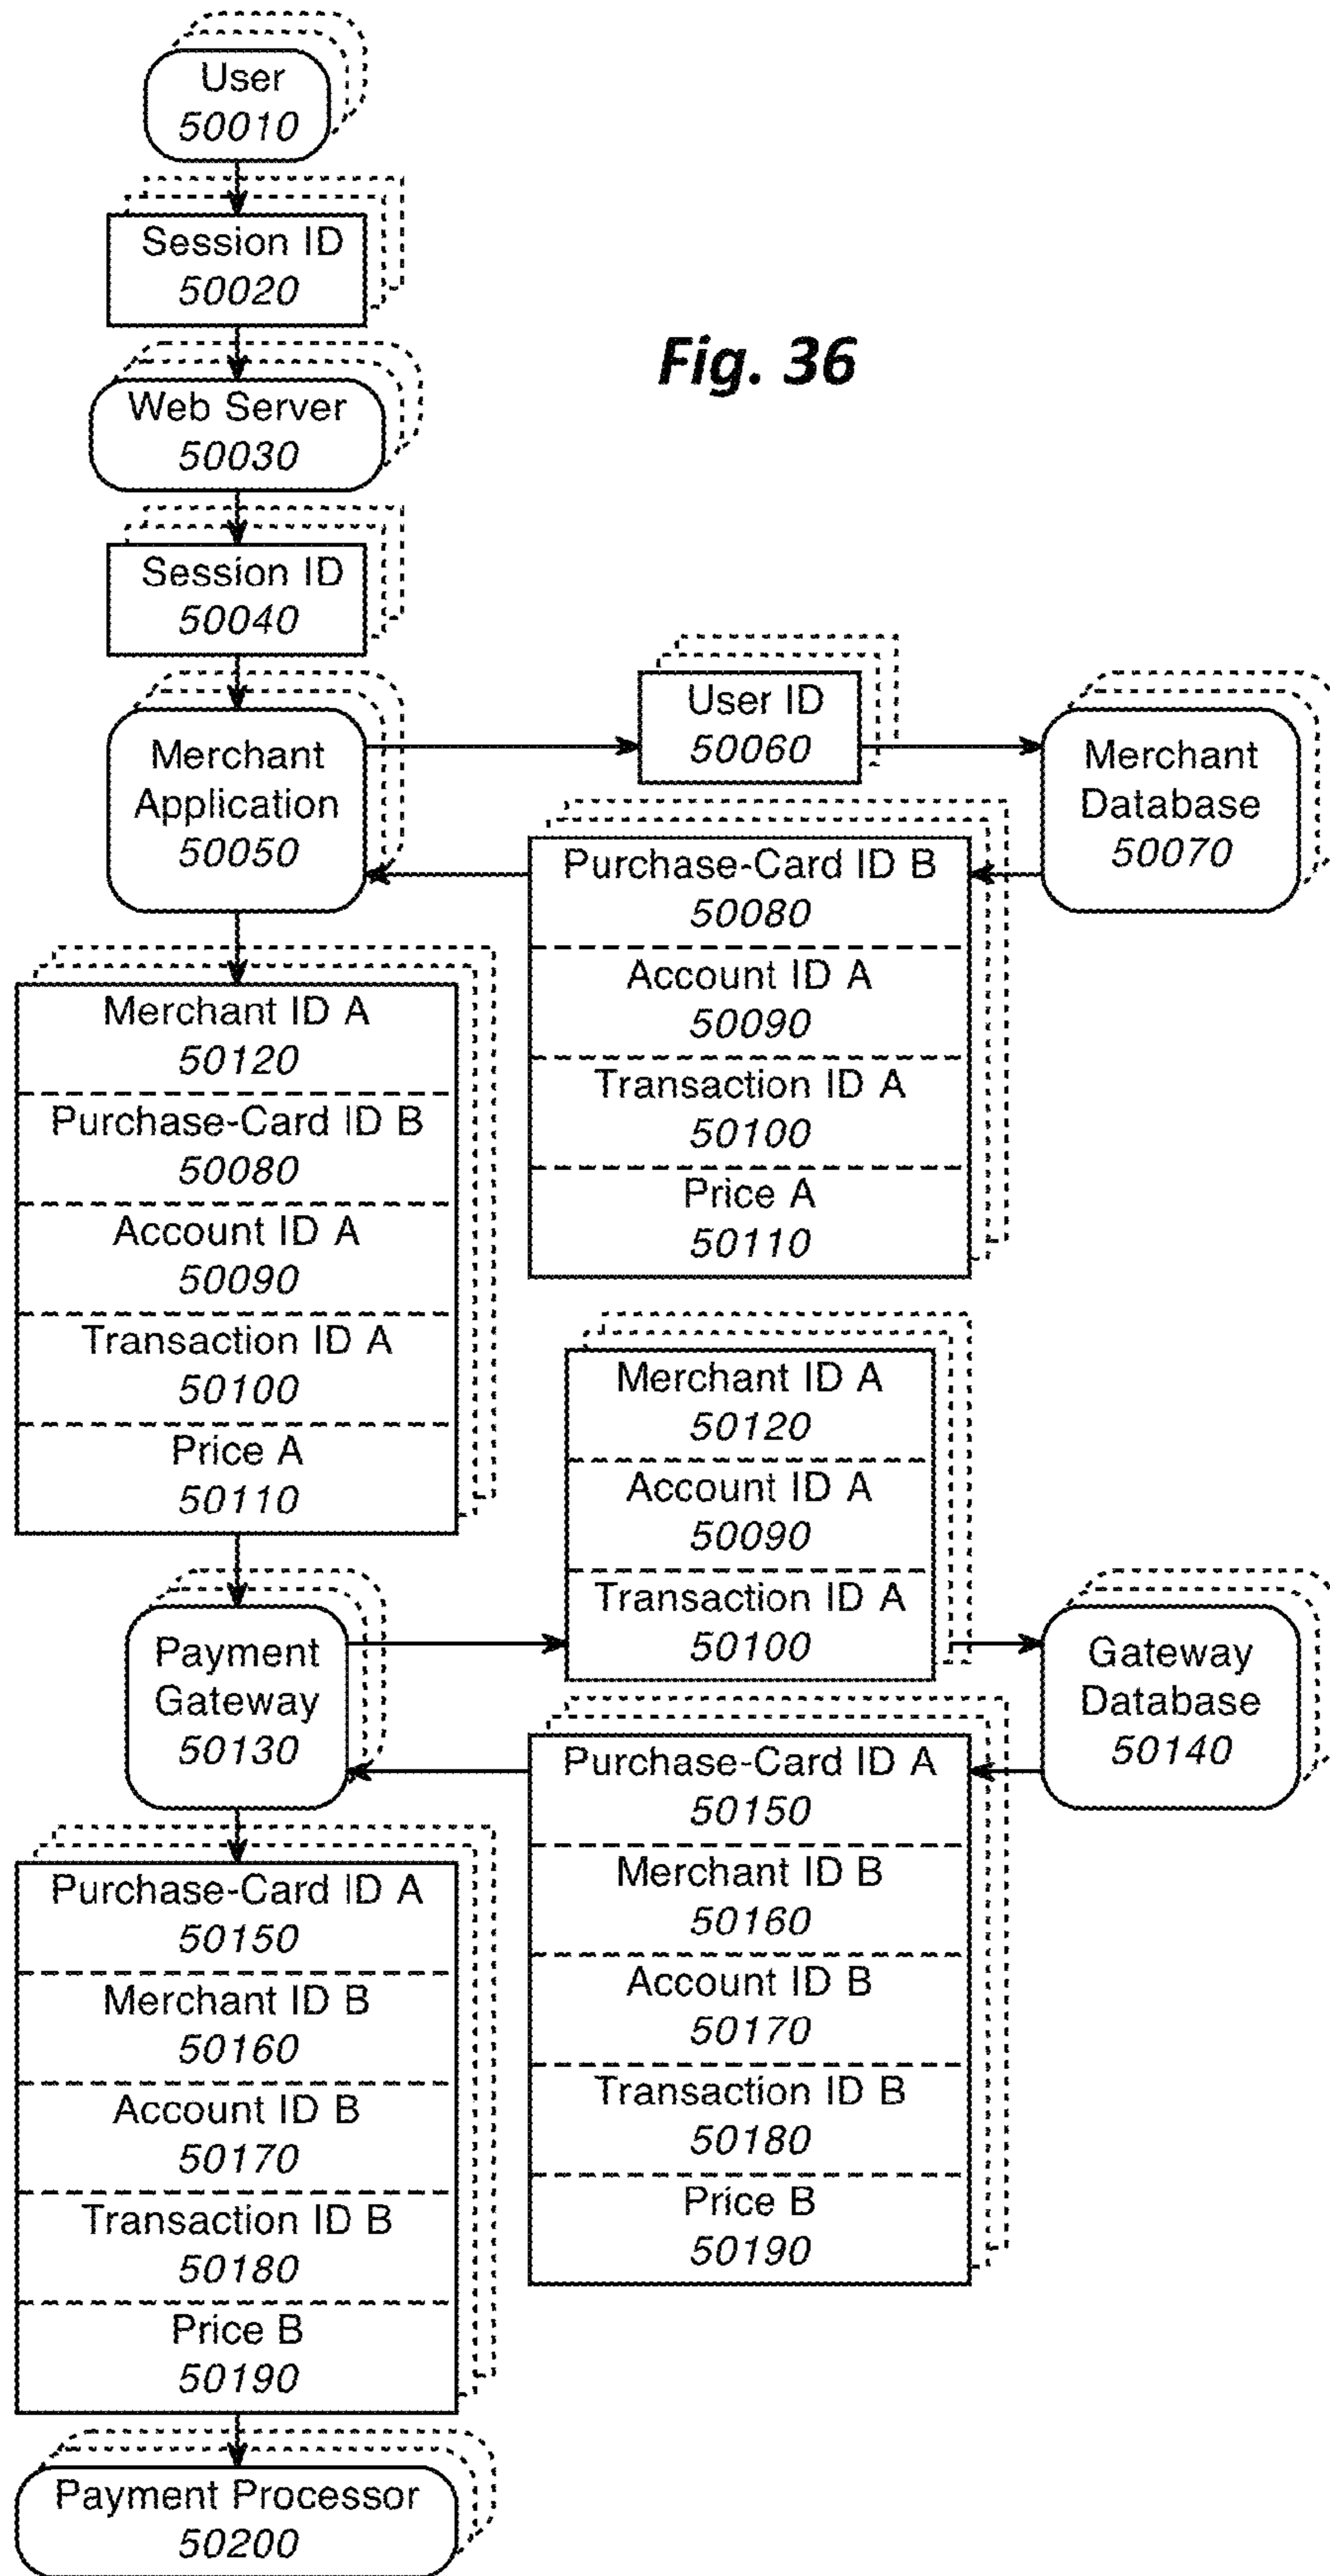 User
50010
Session ID
50020
Fig. 36
Web Server
50030
Session ID
50040
Merchant
Application
50050
User ID
50060
Merchant
Database
50070
Purchase-Card ID B
50080
Account ID A
50090
Transaction ID A
50100
Price A
50110
Merchant ID A
50120
Purchase-Card ID B
50080
Account ID A
50090
Transaction ID A
50100
Price A
50110
Merchant ID A
50120
Account ID A
50090
Transaction ID A
50100
Payment
Gateway
50130
Gateway
Database
50140
Purchase-Card ID A
50150
Merchant ID B
50160
Account ID B
50170
Transaction ID B
50180
Price B
50190
Purchase-Card ID A
50150
Merchant ID B
50160
Account ID B
50170
Transaction ID B
50180
Price B
50190
Payment Processor
50200